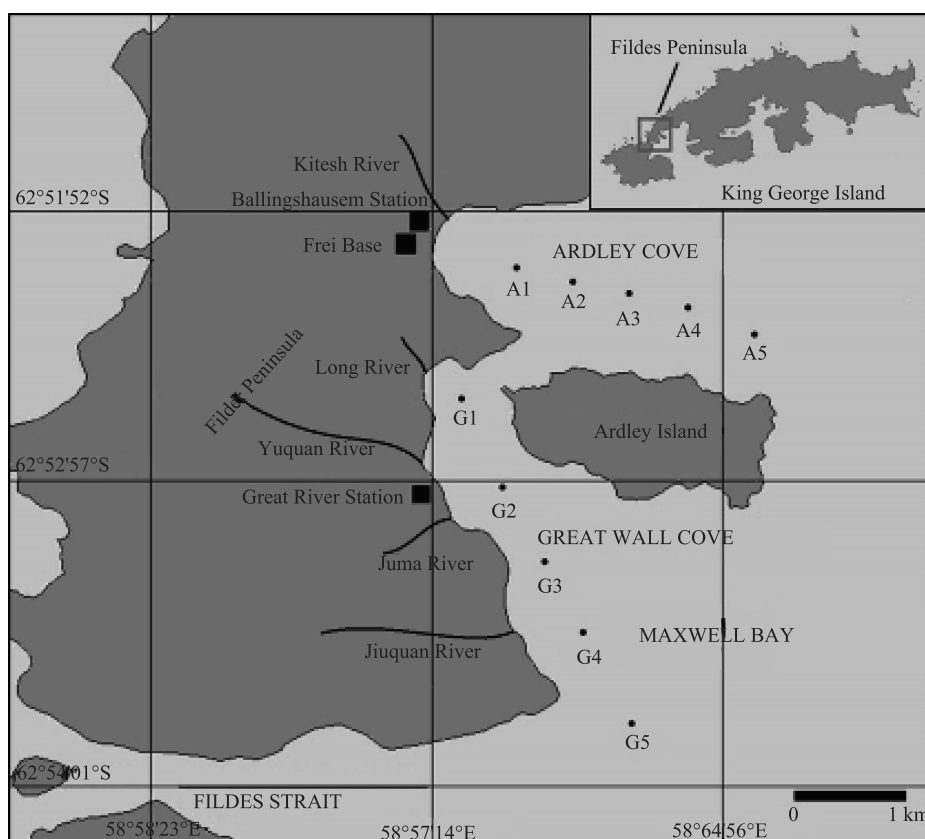 Fildes Peninsula
King George Island
Kitesh River
62°51'52"S
Ballingshausem Station
Frei Base
ARDLEY COVE
A1
A2
A3
A4
A5
Fildes Peninsula
Long River
G1
Ardley Island
Yuquan River
62°52'57"S
Great River Station
G2
GREAT WALL COVE
Juma River
G3
MAXWELL BAY
Jiuquan River
G4
G5
62°54'01"S
FILDES STRAIT
0 1 km
58°58'23"E
58°57'14"E
58°64'56"E